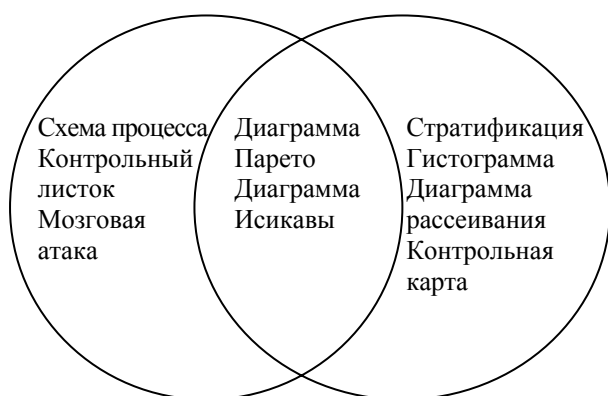 Схема процесса
Контрольный
листок
Мозговая
атака
Диаграмма
Парето
Диаграмма
Исикавы
Стратификация
Гистограмма
Диаграмма
рассеивания
Контрольная
карта